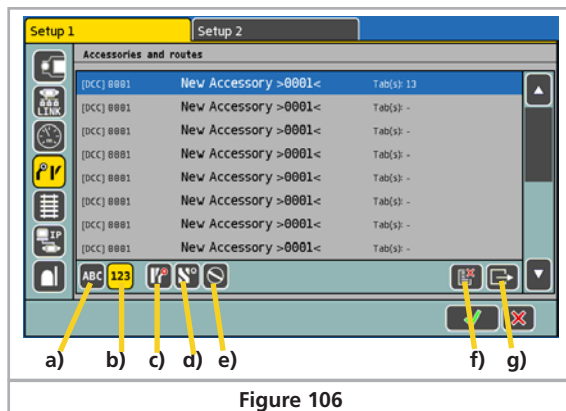 Setup 1 Setup 2
Accessories and routes
[DCC] 0001 New Accessory >0001< Tab(s): 13
[DCC] 0001 New Accessory >0001< Tab(s): -
[DCC] 0001 New Accessory >0001< Tab(s): -
[DCC] 0001 New Accessory >0001< Tab(s): -
[DCC] 0001 New Accessory >0001< Tab(s): -
[DCC] 0001 New Accessory >0001< Tab(s): -
[DCC] 0001 New Accessory >0001< Tab(s): -
[DCC] 0001 New Accessory >0001< Tab(s): -
LINK
IP
ABC 123
a) b) c) d) e) f) g)
Figure 106